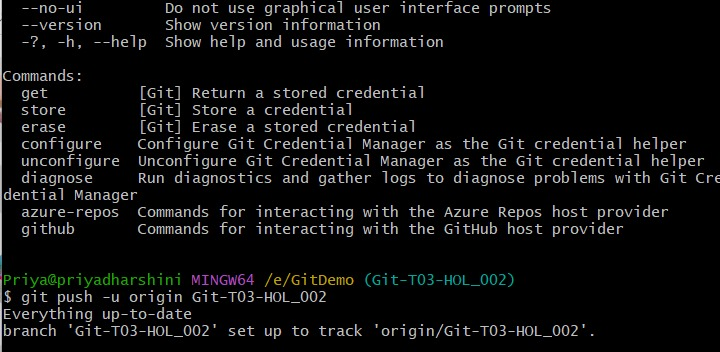 --no-ui          Do not use graphical user interface prompts
--version        Show version information
-?, -h, --help  Show help and usage information
Commands:
get          [Git] Return a stored credential
store        [Git] Store a credential
erase        [Git] Erase a stored credential
configure    Configure Git Credential Manager as the Git credential helper
unconfigure  Unconfigure Git Credential Manager as the Git credential helper
diagnose     Run diagnostics and gather logs to diagnose problems with Git Cre
dential Manager
azure-repos  Commands for interacting with the Azure Repos host provider
github       Commands for interacting with the GitHub host provider
Priya@priyadharshini MINGW64 /e/GitDemo (Git-T03-HOL_002)
$ git push -u origin Git-T03-HOL_002
Everything up-to-date
branch 'Git-T03-HOL_002' set up to track 'origin/Git-T03-HOL_002'.